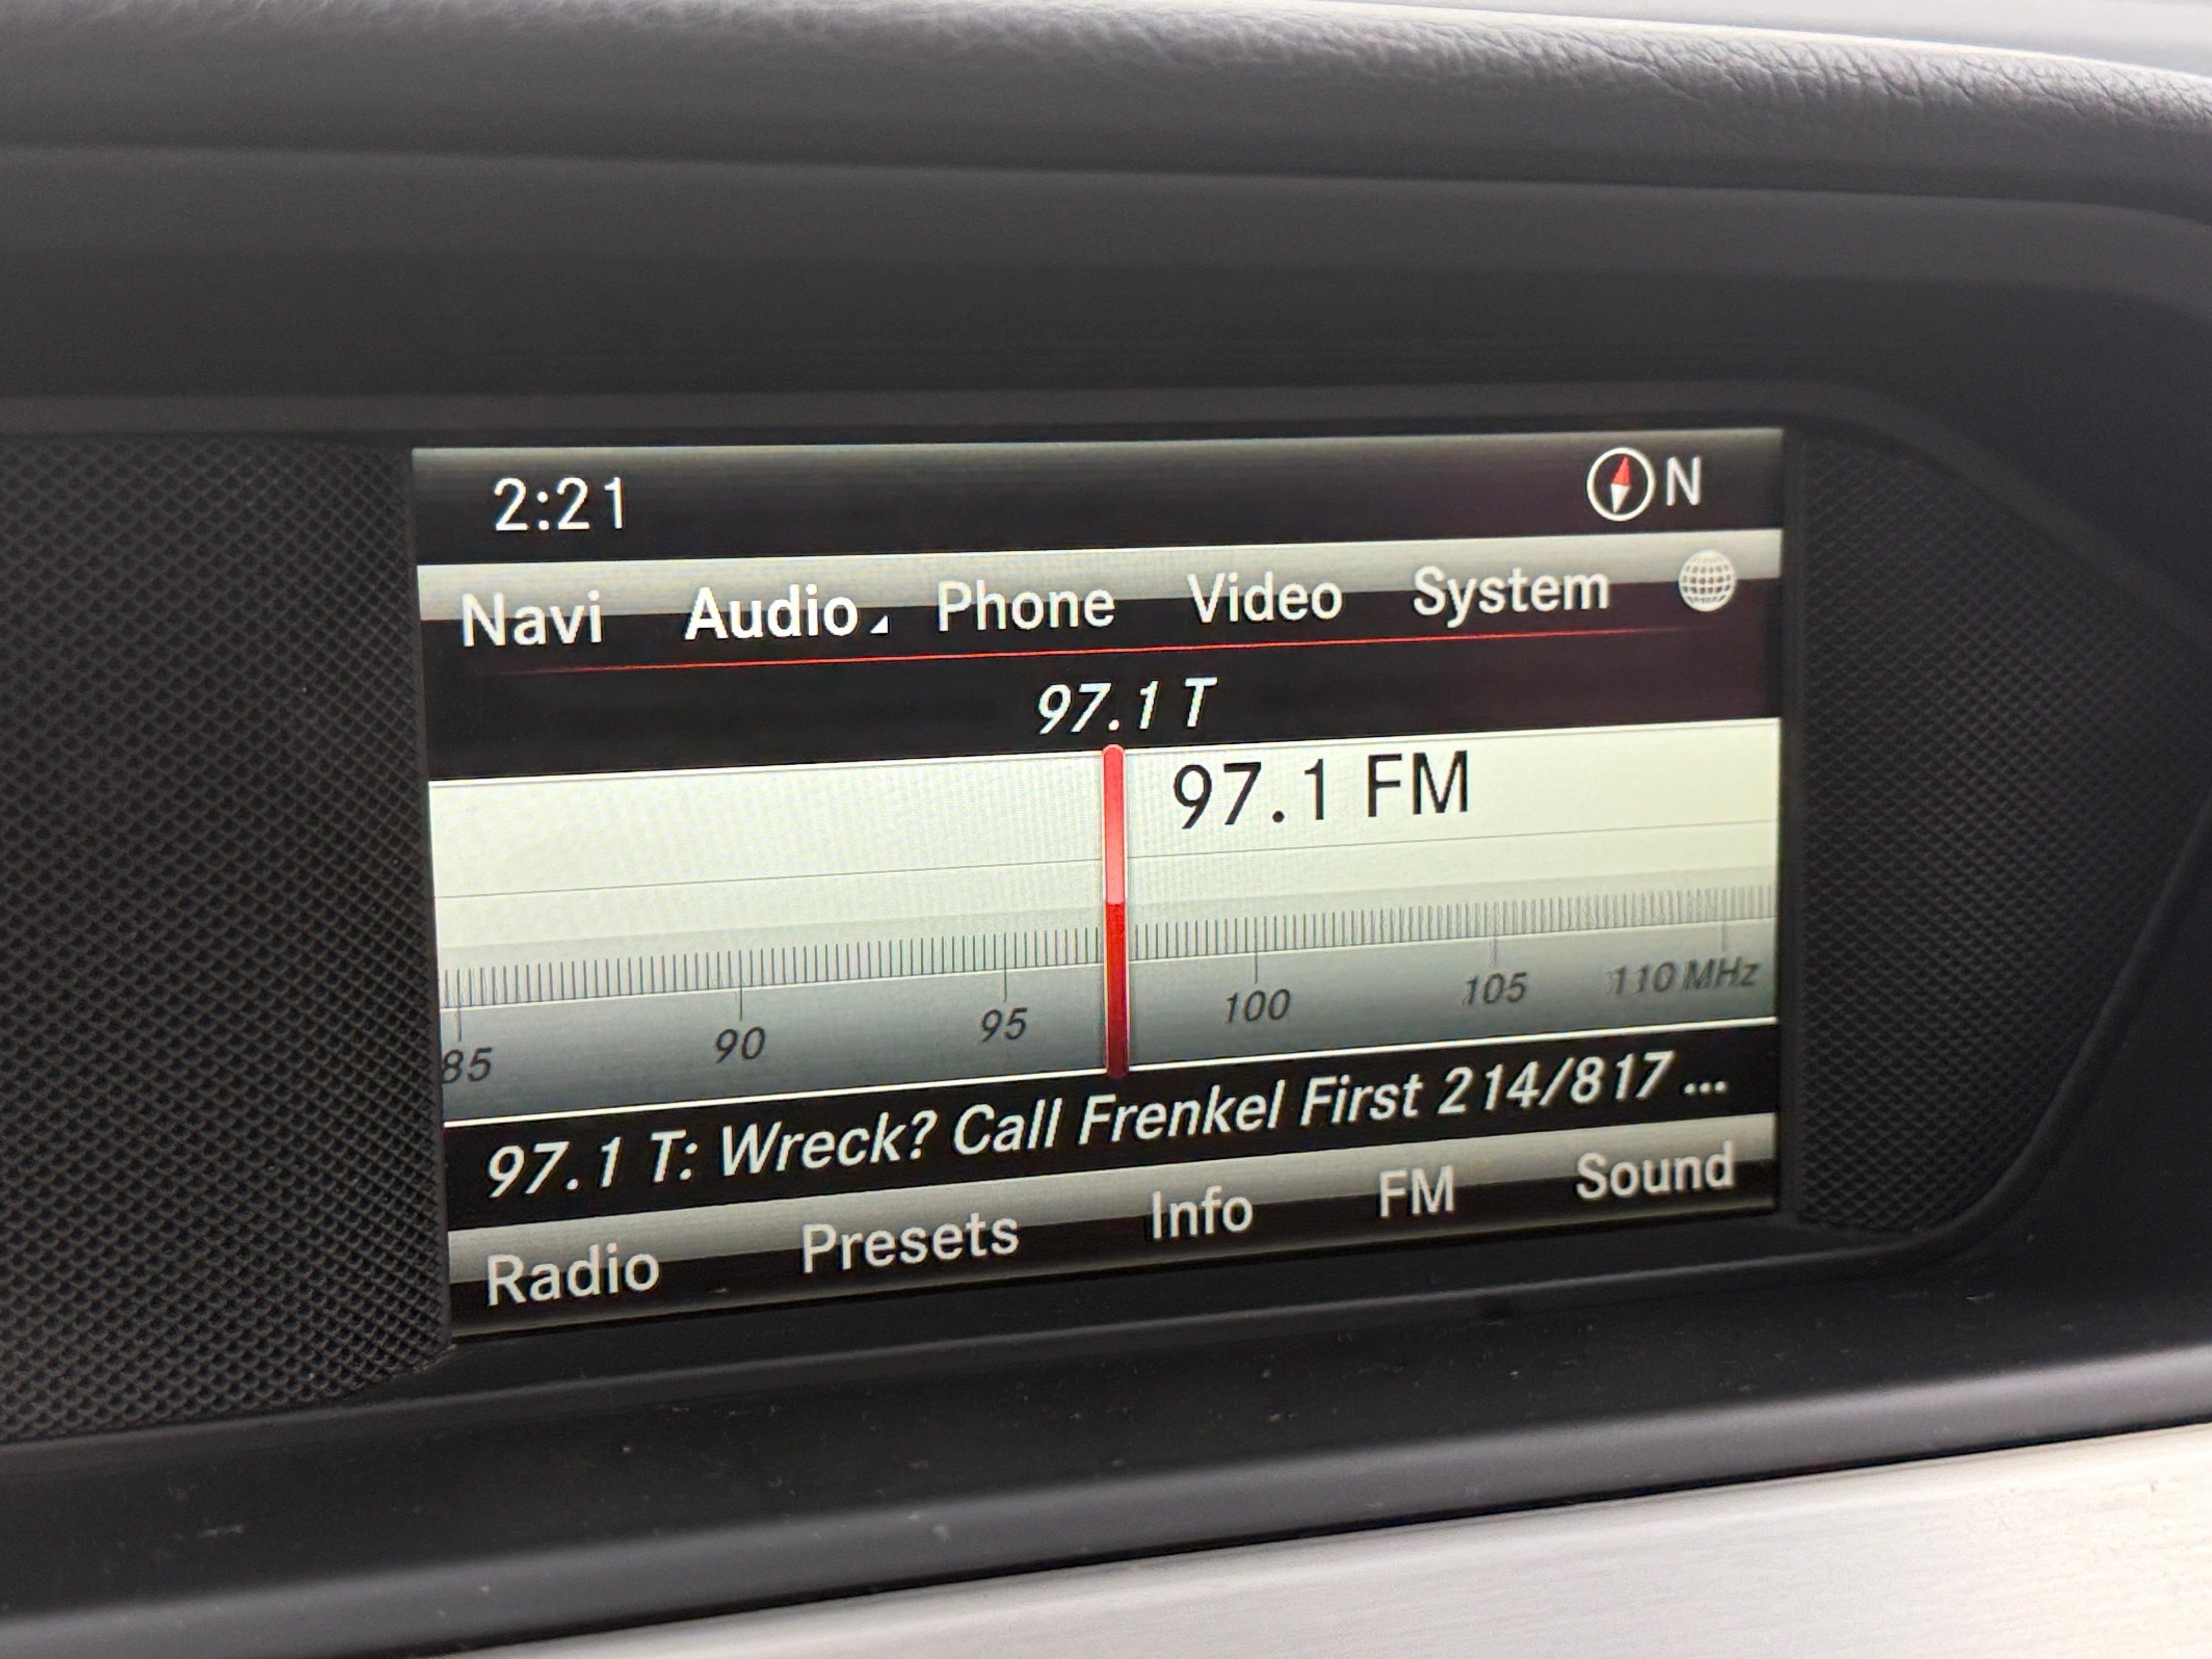 2:21 N
Navi Audio Phone Video System
97.1 T
97.1 FM
85 90 95 100 105 110 MHz
97.1 T: Wreck? Call Frenkel First 214/817 ...
Radio Presets Info FM Sound